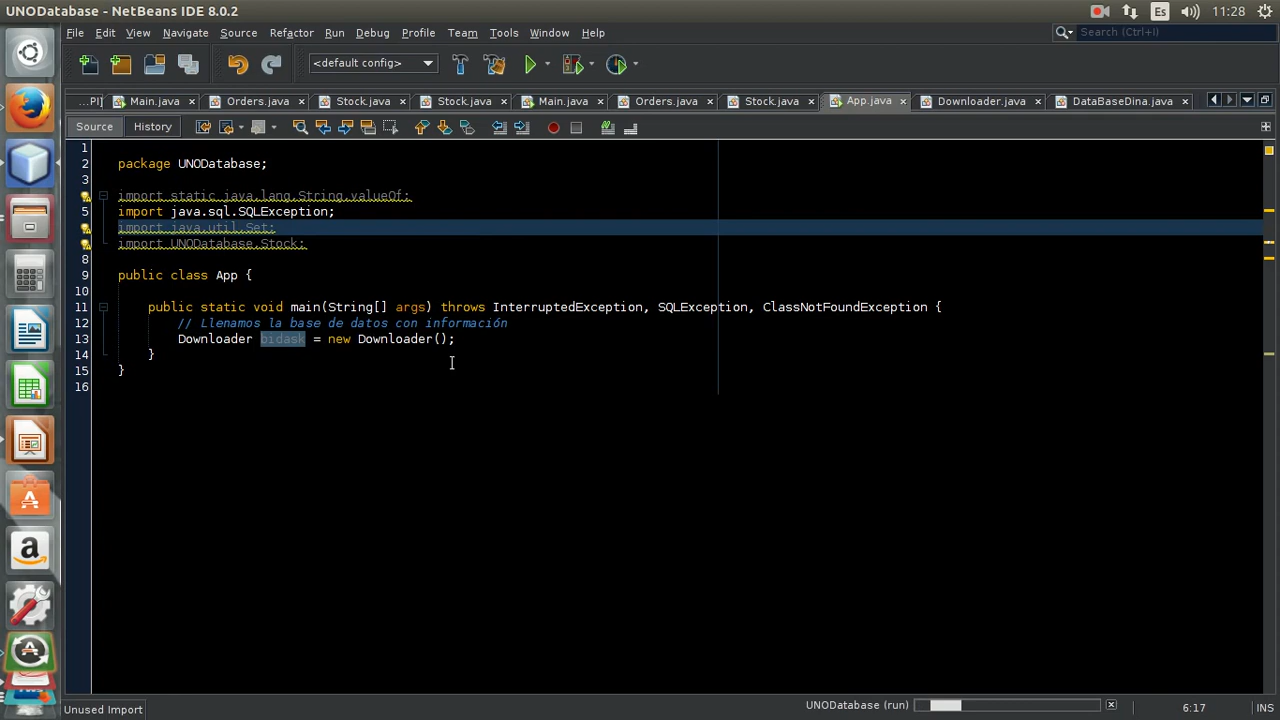 UNODatabase - NetBeans IDE 8.0.2
Es
11:28
File Edit View Navigate Source Refactor Run Debug Profile Team Tools Window Help
Search (Ctrl+I)
<default config>
...P] Main.java Orders.java Stock.java Stock.java Main.java Orders.java Stock.java App.java Downloader.java DataBaseDina.java
Source History
1
2 package UNODatabase;
3
import static java.lang.String.valueOf;
5 import java.sql.SQLException;
import java.util.Set;
import UNODatabase.Stock;
8
9 public class App {
10
11 public static void main(String[] args) throws InterruptedException, SQLException, ClassNotFoundException {
12 // Llenamos la base de datos con información
13 Downloader bidask = new Downloader();
14 }
15 }
16
Unused Import
UNODatabase (run)
6:17
INS